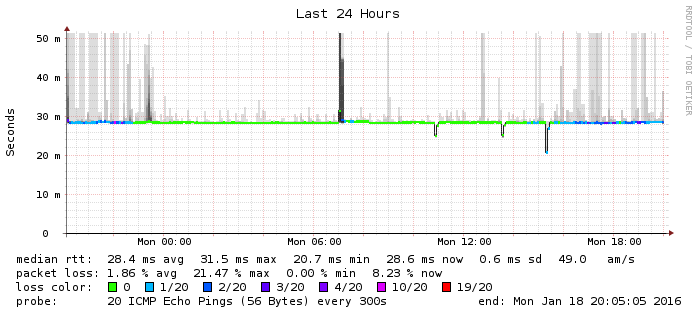 Last 24 Hours
RRDTOOL / TOBI OETIKER
Seconds
50 m
40 m
30 m
20 m
10 m
0
Mon 00:00 Mon 06:00 Mon 12:00 Mon 18:00
median rtt: 28.4 ms avg 31.5 ms max 20.7 ms min 28.6 ms now 0.6 ms sd 49.0 am/s
packet loss: 1.86 % avg 21.47 % max 0.00 % min 8.23 % now
loss color: 0 1/20 2/20 3/20 4/20 10/20 19/20
probe: 20 ICMP Echo Pings (56 Bytes) every 300s end: Mon Jan 18 20:05:05 2016